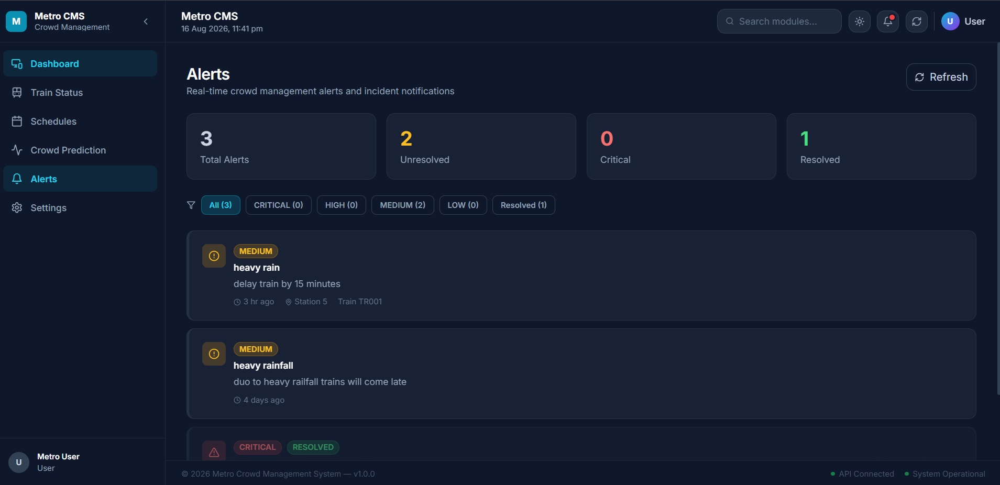 M
Metro CMS
Crowd Management
Metro CMS
16 Aug 2026, 11:41 pm
Search modules...
U
User
Dashboard
Train Status
Schedules
Crowd Prediction
Alerts
Settings
Alerts
Real-time crowd management alerts and incident notifications
Refresh
3
Total Alerts
2
Unresolved
0
Critical
1
Resolved
All (3)
CRITICAL (0)
HIGH (0)
MEDIUM (2)
LOW (0)
Resolved (1)
MEDIUM
heavy rain
delay train by 15 minutes
3 hr ago
Station 5
Train TR001
MEDIUM
heavy rainfall
duo to heavy railfall trains will come late
4 days ago
CRITICAL
RESOLVED
U
Metro User
User
© 2026 Metro Crowd Management System — v1.0.0
API Connected
System Operational